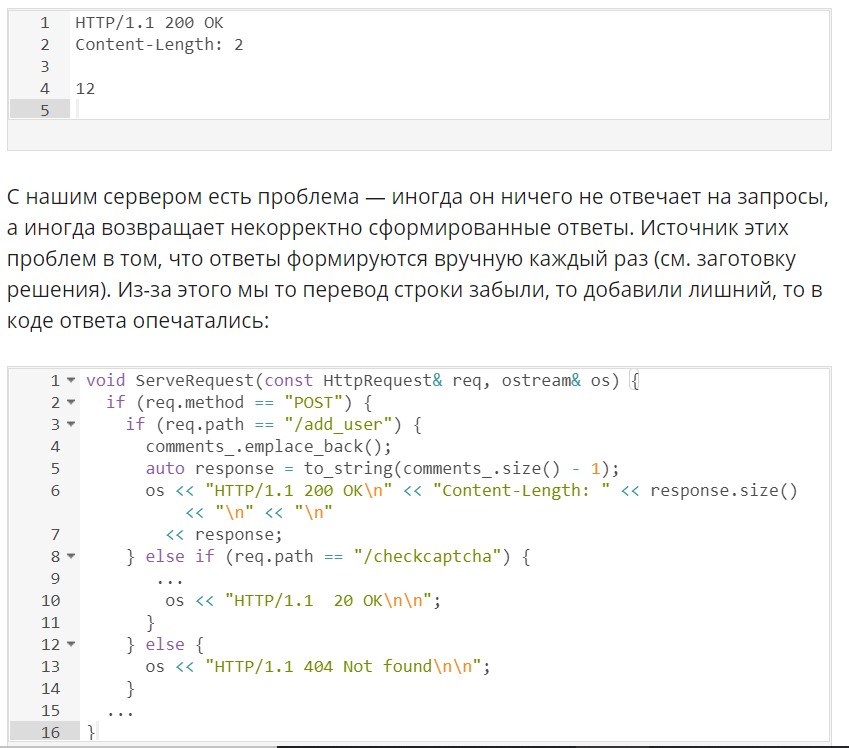 1 HTTP/1.1 200 OK
2 Content-Length: 2
3
4 12
5
С нашим сервером есть проблема — иногда он ничего не отвечает на запросы,
а иногда возвращает некорректно сформированные ответы. Источник этих
проблем в том, что ответы формируются вручную каждый раз (см. заготовку
решения). Из-за этого мы то перевод строки забыли, то добавили лишний, то в
коде ответа опечатались:
1 void ServeRequest(const HttpRequest& req, ostream& os) {
2   if (req.method == "POST") {
3     if (req.path == "/add_user") {
4       comments_.emplace_back();
5       auto response = to_string(comments_.size() - 1);
6       os << "HTTP/1.1 200 OK\n" << "Content-Length: " << response.size()
           << "\n" << "\n"
7         << response;
8     } else if (req.path == "/checkcaptcha") {
9        ...
10         os << "HTTP/1.1  20 OK\n\n";
11       }
12     } else {
13       os << "HTTP/1.1 404 Not found\n\n";
14     }
15   ...
16 }